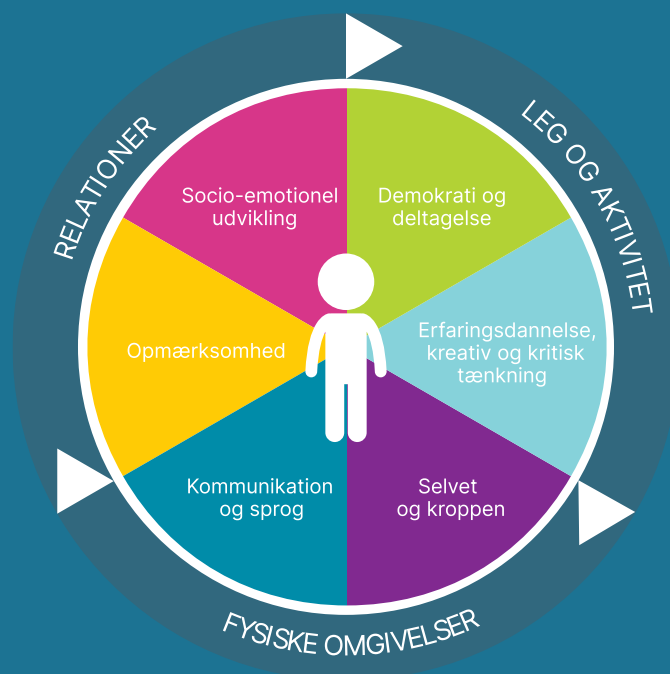 RELATIONER
LEG OG AKTIVITET
Socio-emotionel
udvikling
Demokrati og
deltagelse
Opmærksomhed
Erfaringsdannelse,
kreativ og kritisk
tænkning
Kommunikation
og sprog
Selvet
og kroppen
FYSISKE OMGIVELSER